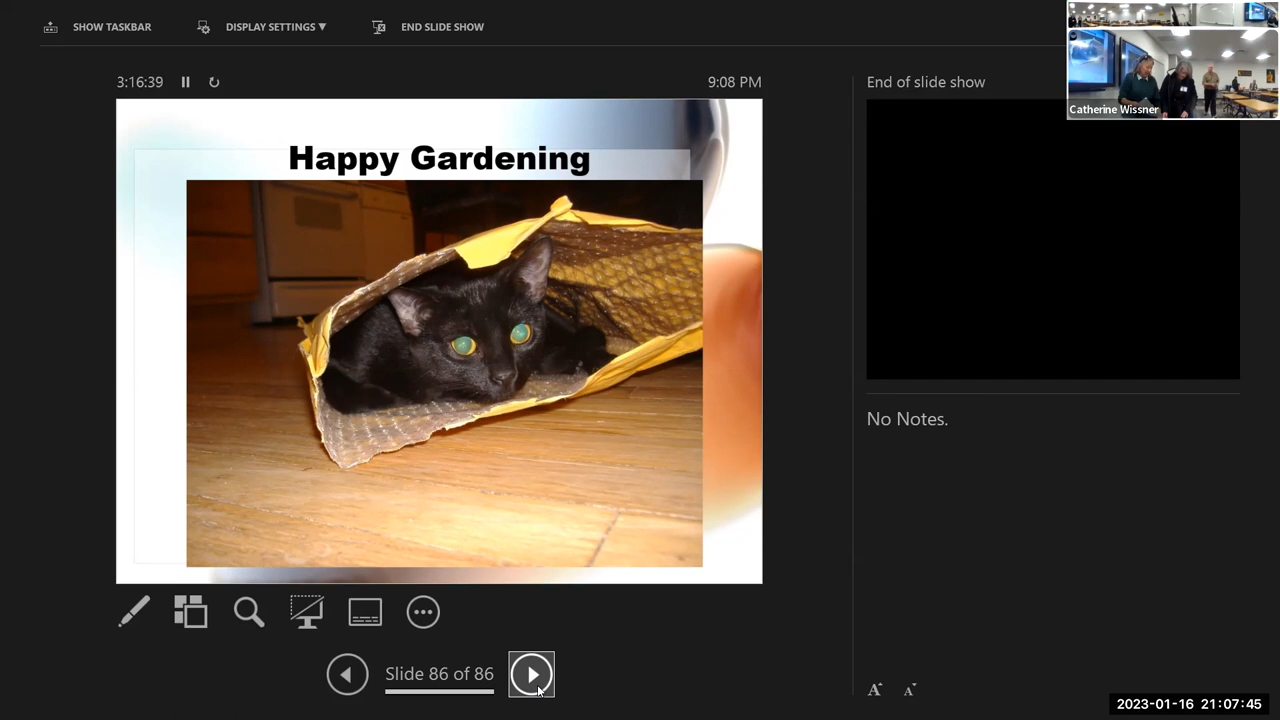 SHOW TASKBAR
DISPLAY SETTINGS ▼
END SLIDE SHOW
3:16:39
9:08 PM
End of slide show
Catherine Wissner
Happy Gardening
No Notes.
Slide 86 of 86
A A
2023-01-16 21:07:45